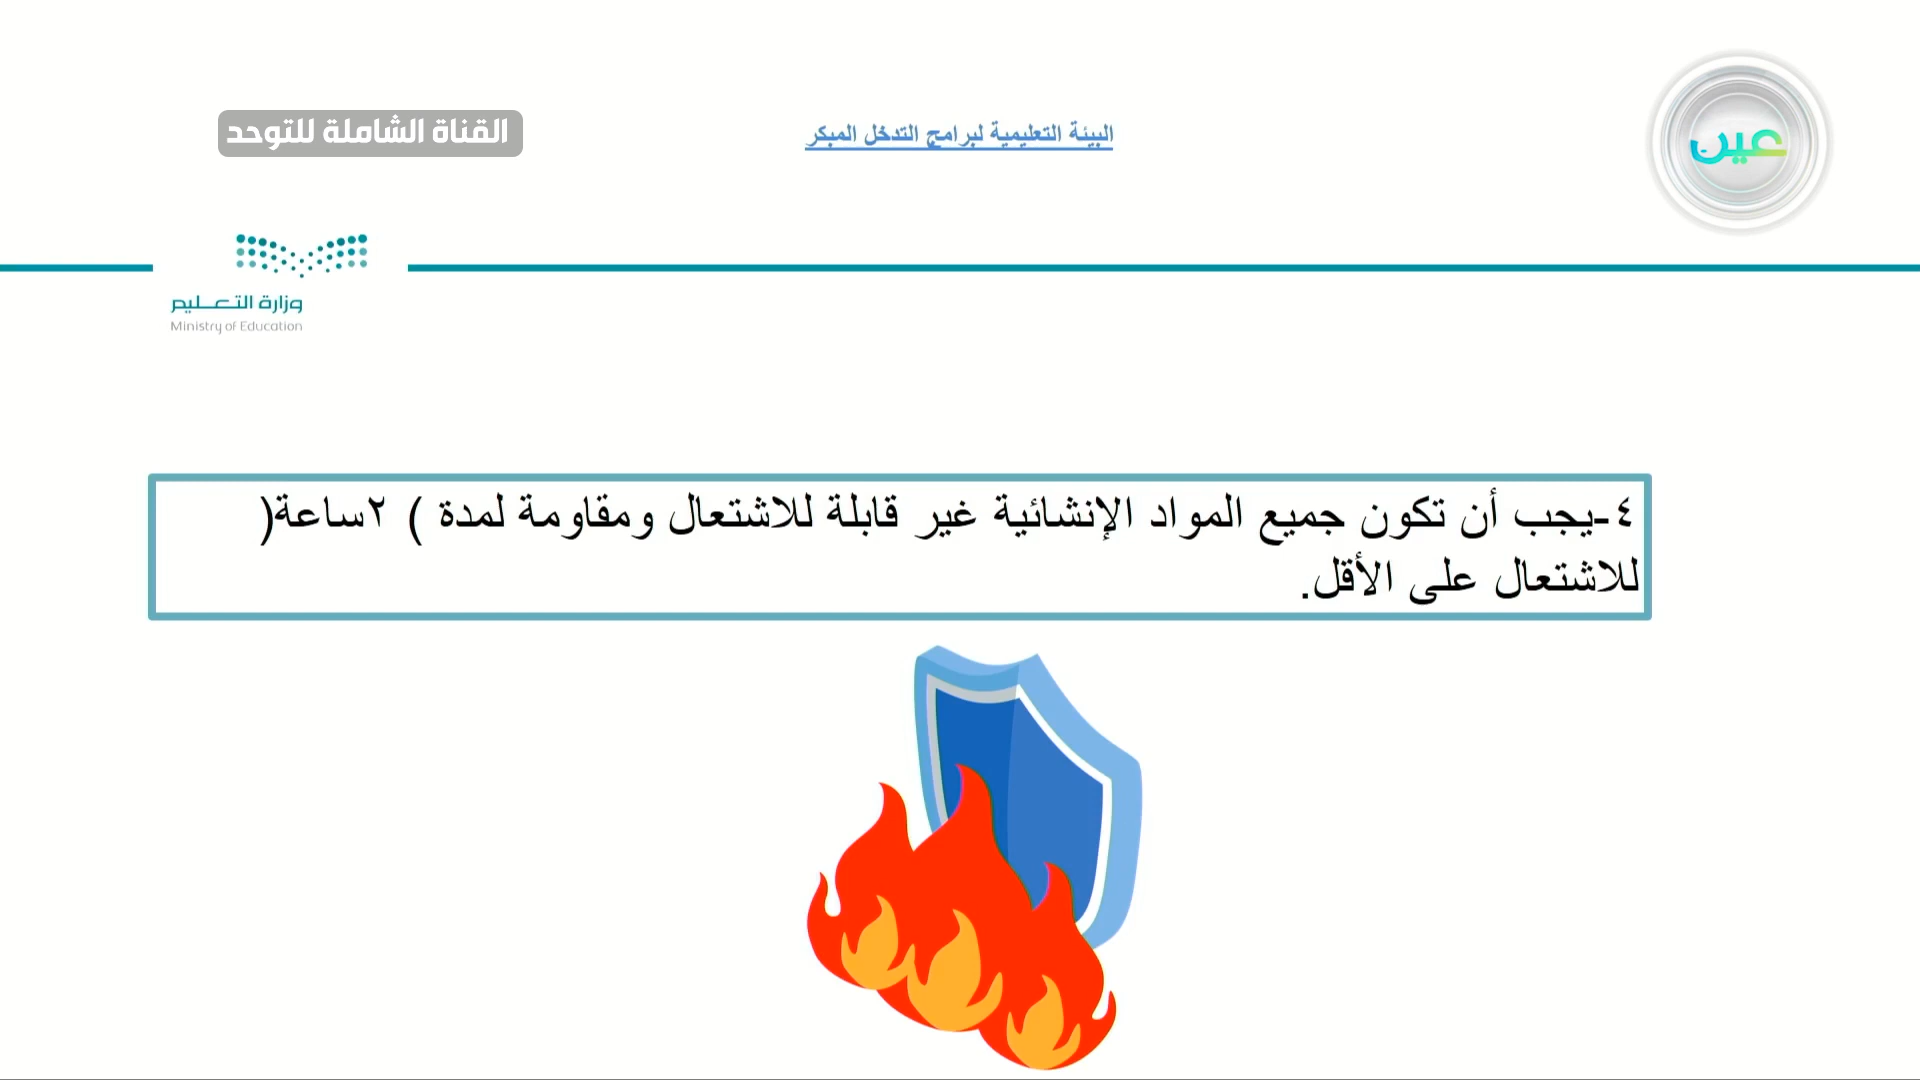 عين
البيئة التعليمية لبرامج التدخل المبكر
القناة الشاملة للتوحد
وزارة التعليم
Ministry of Education
٤-يجب أن تكون جميع المواد الإنشائية غير قابلة للاشتعال ومقاومة لمدة ( ٢ساعة)
للاشتعال على الأقل.